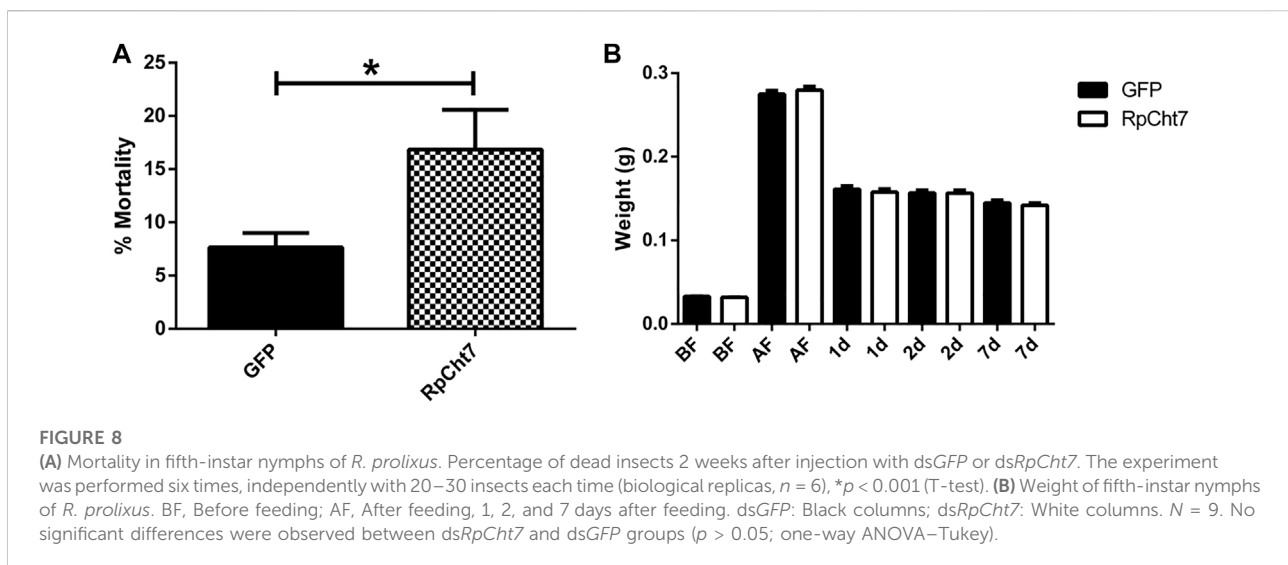 A
25
20
15
10
5
0
% Mortality
*
GFP
RpCht7
B
0.3
0.2
0.1
0.0
Weight (g)
BF
BF
AF
AF
1d
1d
2d
2d
7d
7d
GFP
RpCht7
FIGURE 8
(A) Mortality in fifth-instar nymphs of R. prolixus. Percentage of dead insects 2 weeks after injection with dsGFP or dsRpCht7. The experiment
was performed six times, independently with 20–30 insects each time (biological replicas, n = 6), *p < 0.001 (T-test). (B) Weight of fifth-instar nymphs
of R. prolixus. BF, Before feeding; AF, After feeding, 1, 2, and 7 days after feeding. dsGFP: Black columns; dsRpCht7: White columns. N = 9. No
significant differences were observed between dsRpCht7 and dsGFP groups (p > 0.05; one-way ANOVA–Tukey).